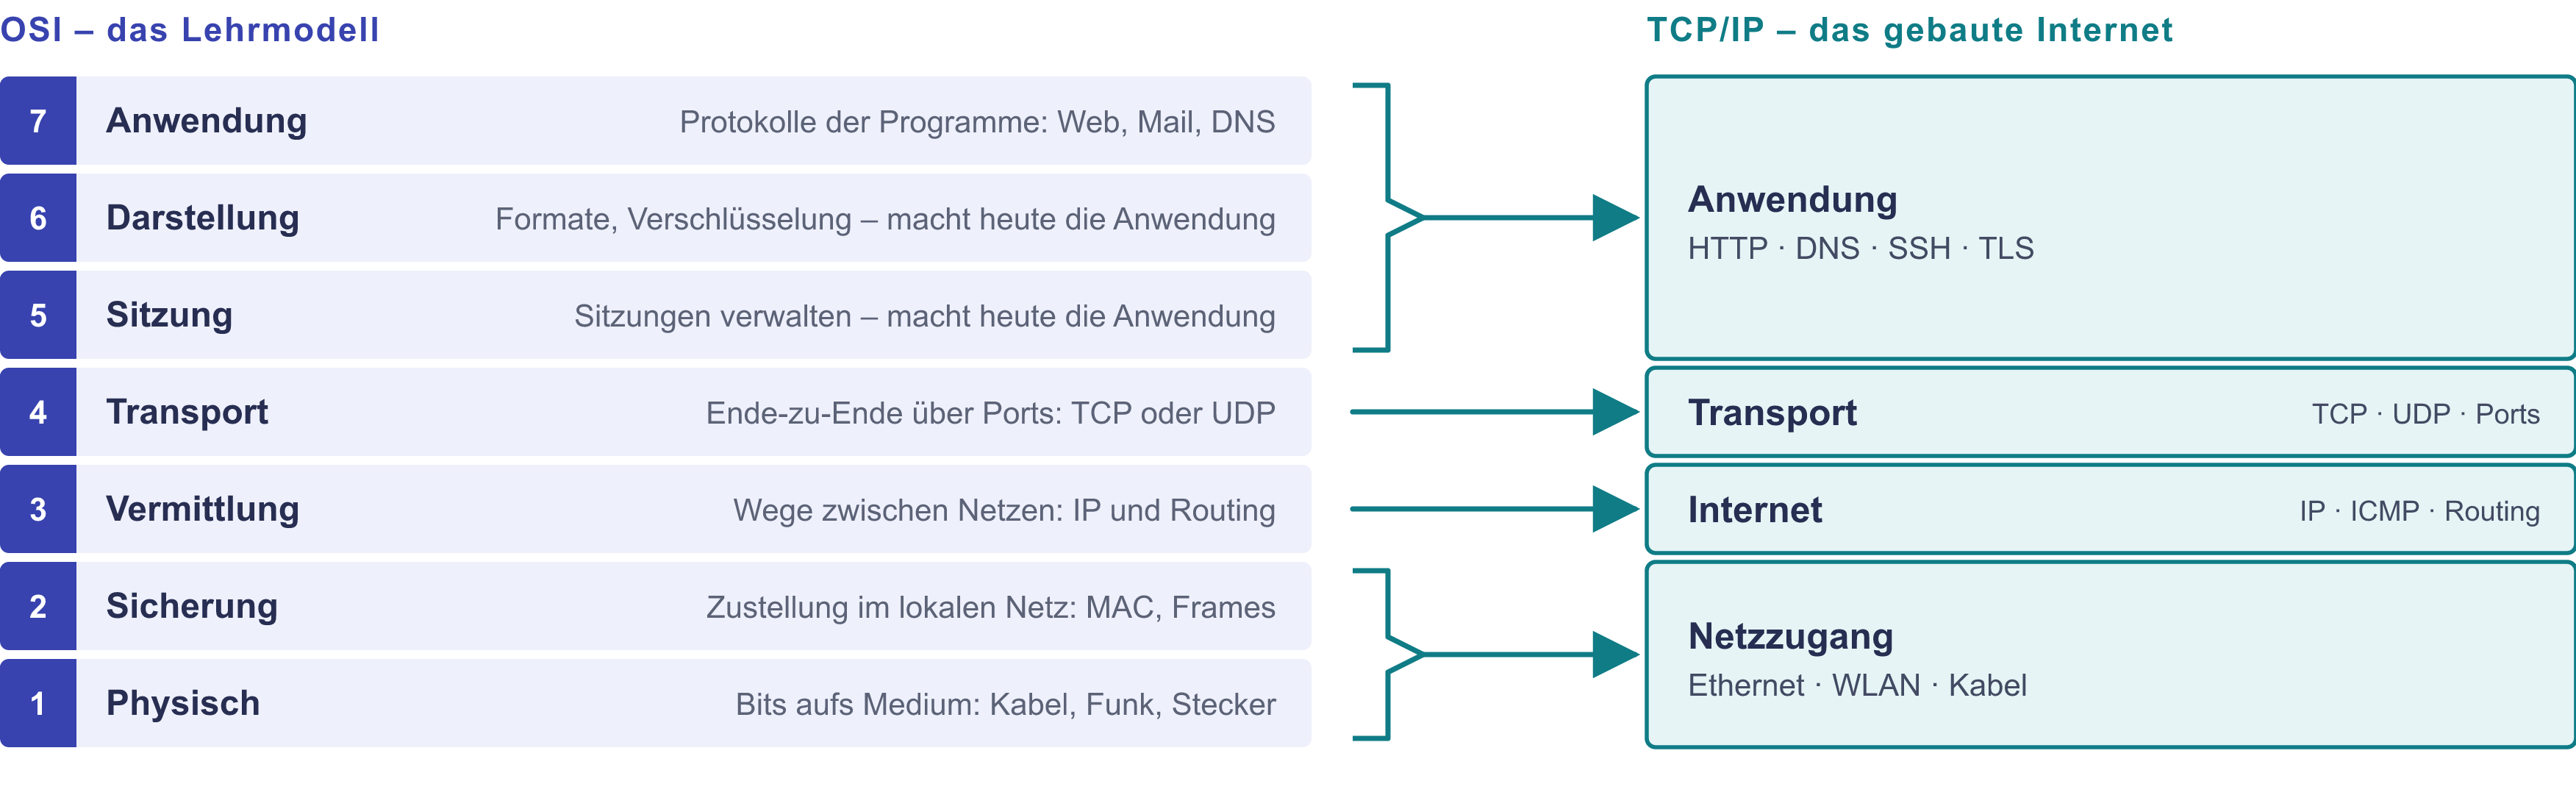 OSI – das Lehrmodell
7 Anwendung Protokolle der Programme: Web, Mail, DNS
6 Darstellung Formate, Verschlüsselung – macht heute die Anwendung
5 Sitzung Sitzungen verwalten – macht heute die Anwendung
4 Transport Ende-zu-Ende über Ports: TCP oder UDP
3 Vermittlung Wege zwischen Netzen: IP und Routing
2 Sicherung Zustellung im lokalen Netz: MAC, Frames
1 Physisch Bits aufs Medium: Kabel, Funk, Stecker
TCP/IP – das gebaute Internet
Anwendung
HTTP · DNS · SSH · TLS
Transport TCP · UDP · Ports
Internet IP · ICMP · Routing
Netzzugang
Ethernet · WLAN · Kabel